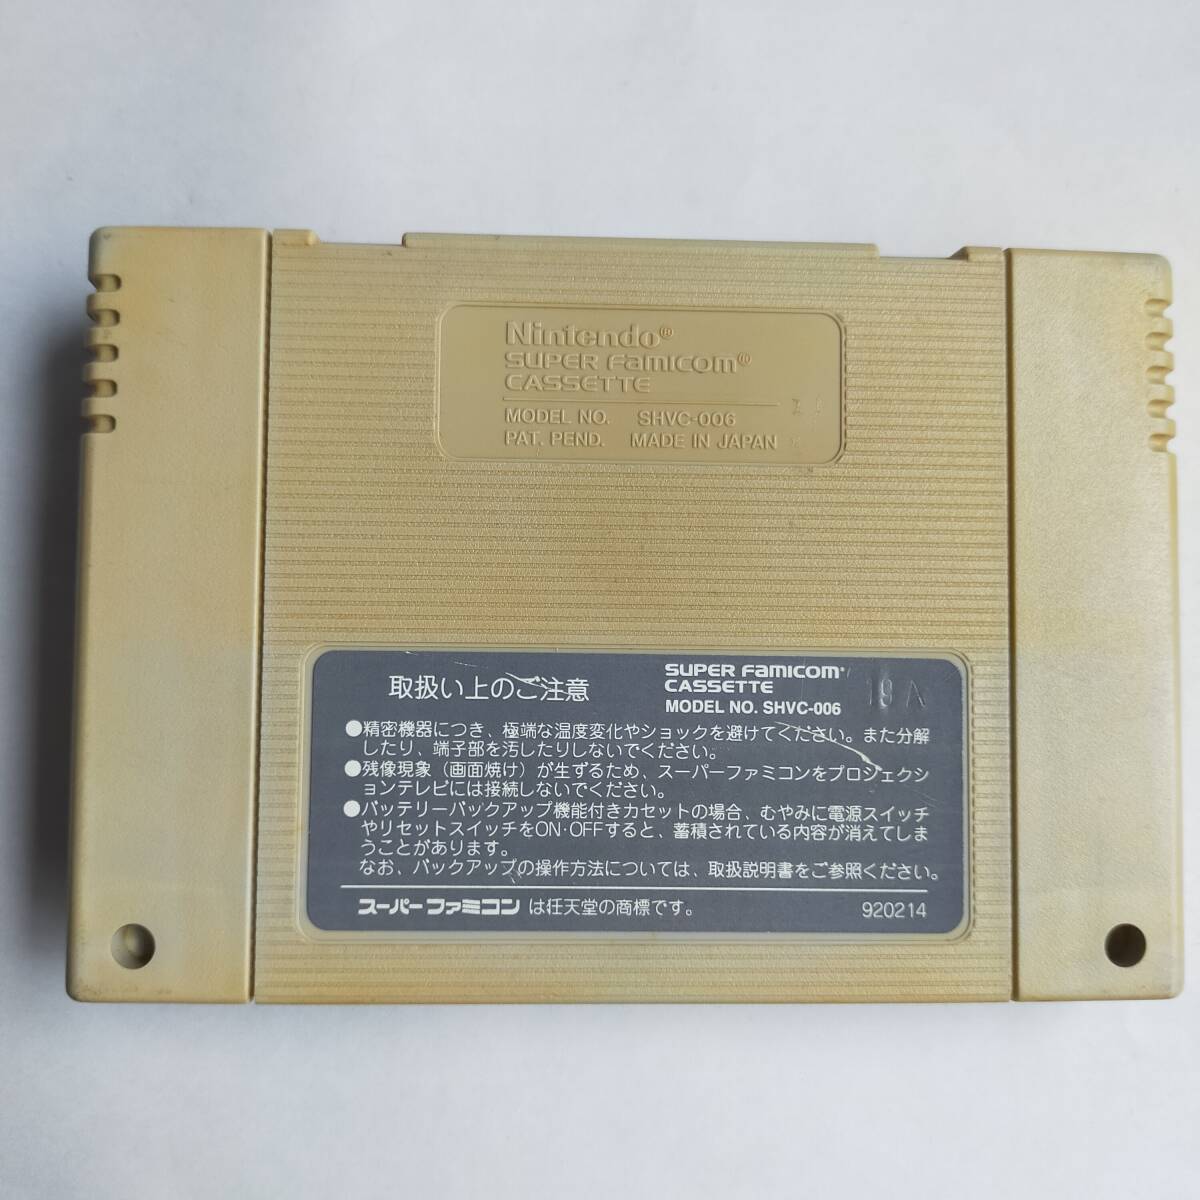 Nintendo®
SUPER FAMICOM®
CASSETTE
MODEL NO. SHVC-006
PAT. PEND. MADE IN JAPAN
取扱い上のご注意
SUPER FAMICOM
CASSETTE
MODEL NO. SHVC-006
19 A
●精密機器につき、極端な温度変化やショックを避けてください。また分解
したり、端子部を汚したりしないでください。
●残像現象（画面焼け）が生ずるため、スーパーファミコンをプロジェクシ
ョンテレビには接続しないでください。
●バッテリーバックアップ機能付きカセットの場合、むやみに電源スイッチ
やリセットスイッチをON・OFFすると、蓄積されている内容が消えてしま
うことがあります。
なお、バックアップの操作方法については、取扱説明書をご参照ください。
スーパーファミコン は任天堂の商標です。
920214